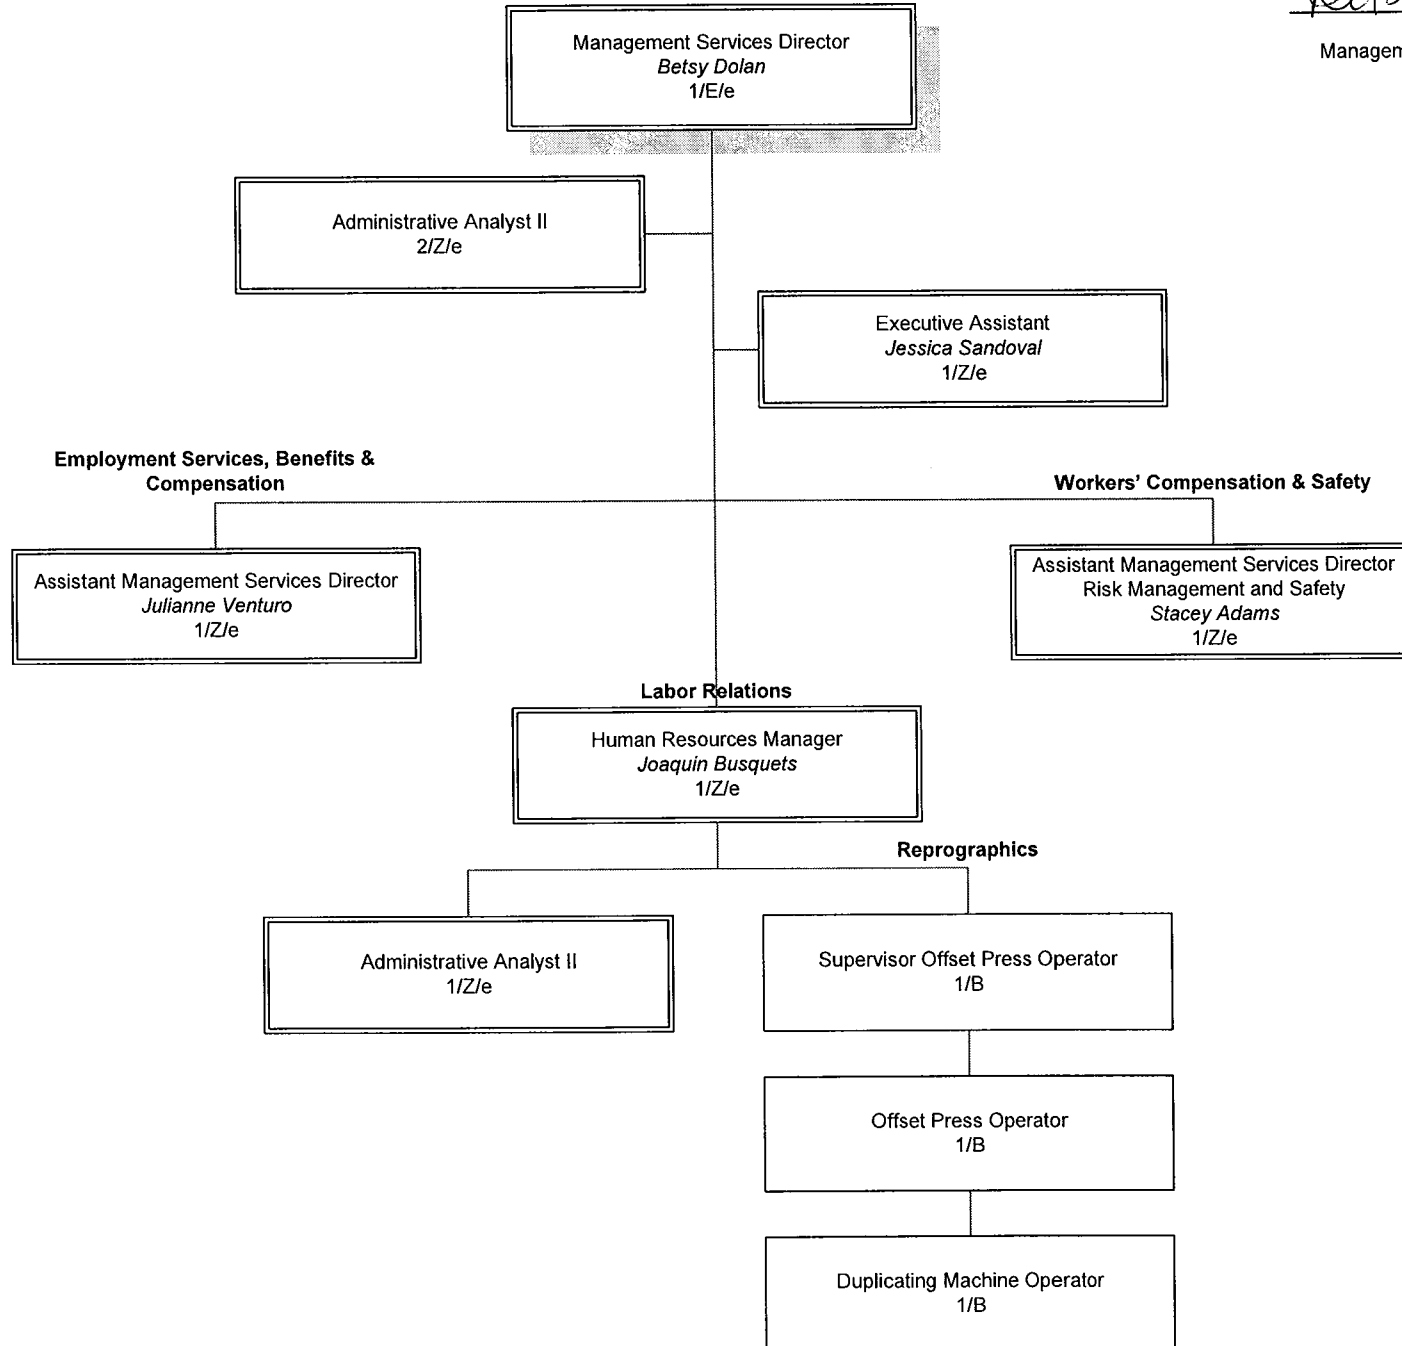 Management Services Director
Betsy Dolan
1/E/e
Administrative Analyst II
2/Z/e
Executive Assistant
Jessica Sandoval
1/Z/e
Employment Services, Benefits &
Compensation
Workers' Compensation & Safety
Assistant Management Services Director
Julianne Venturo
1/Z/e
Assistant Management Services Director
Risk Management and Safety
Stacey Adams
1/Z/e
Labor Relations
Human Resources Manager
Joaquin Busquets
1/Z/e
Reprographics
Administrative Analyst II
1/Z/e
Supervisor Offset Press Operator
1/B
Offset Press Operator
1/B
Duplicating Machine Operator
1/B